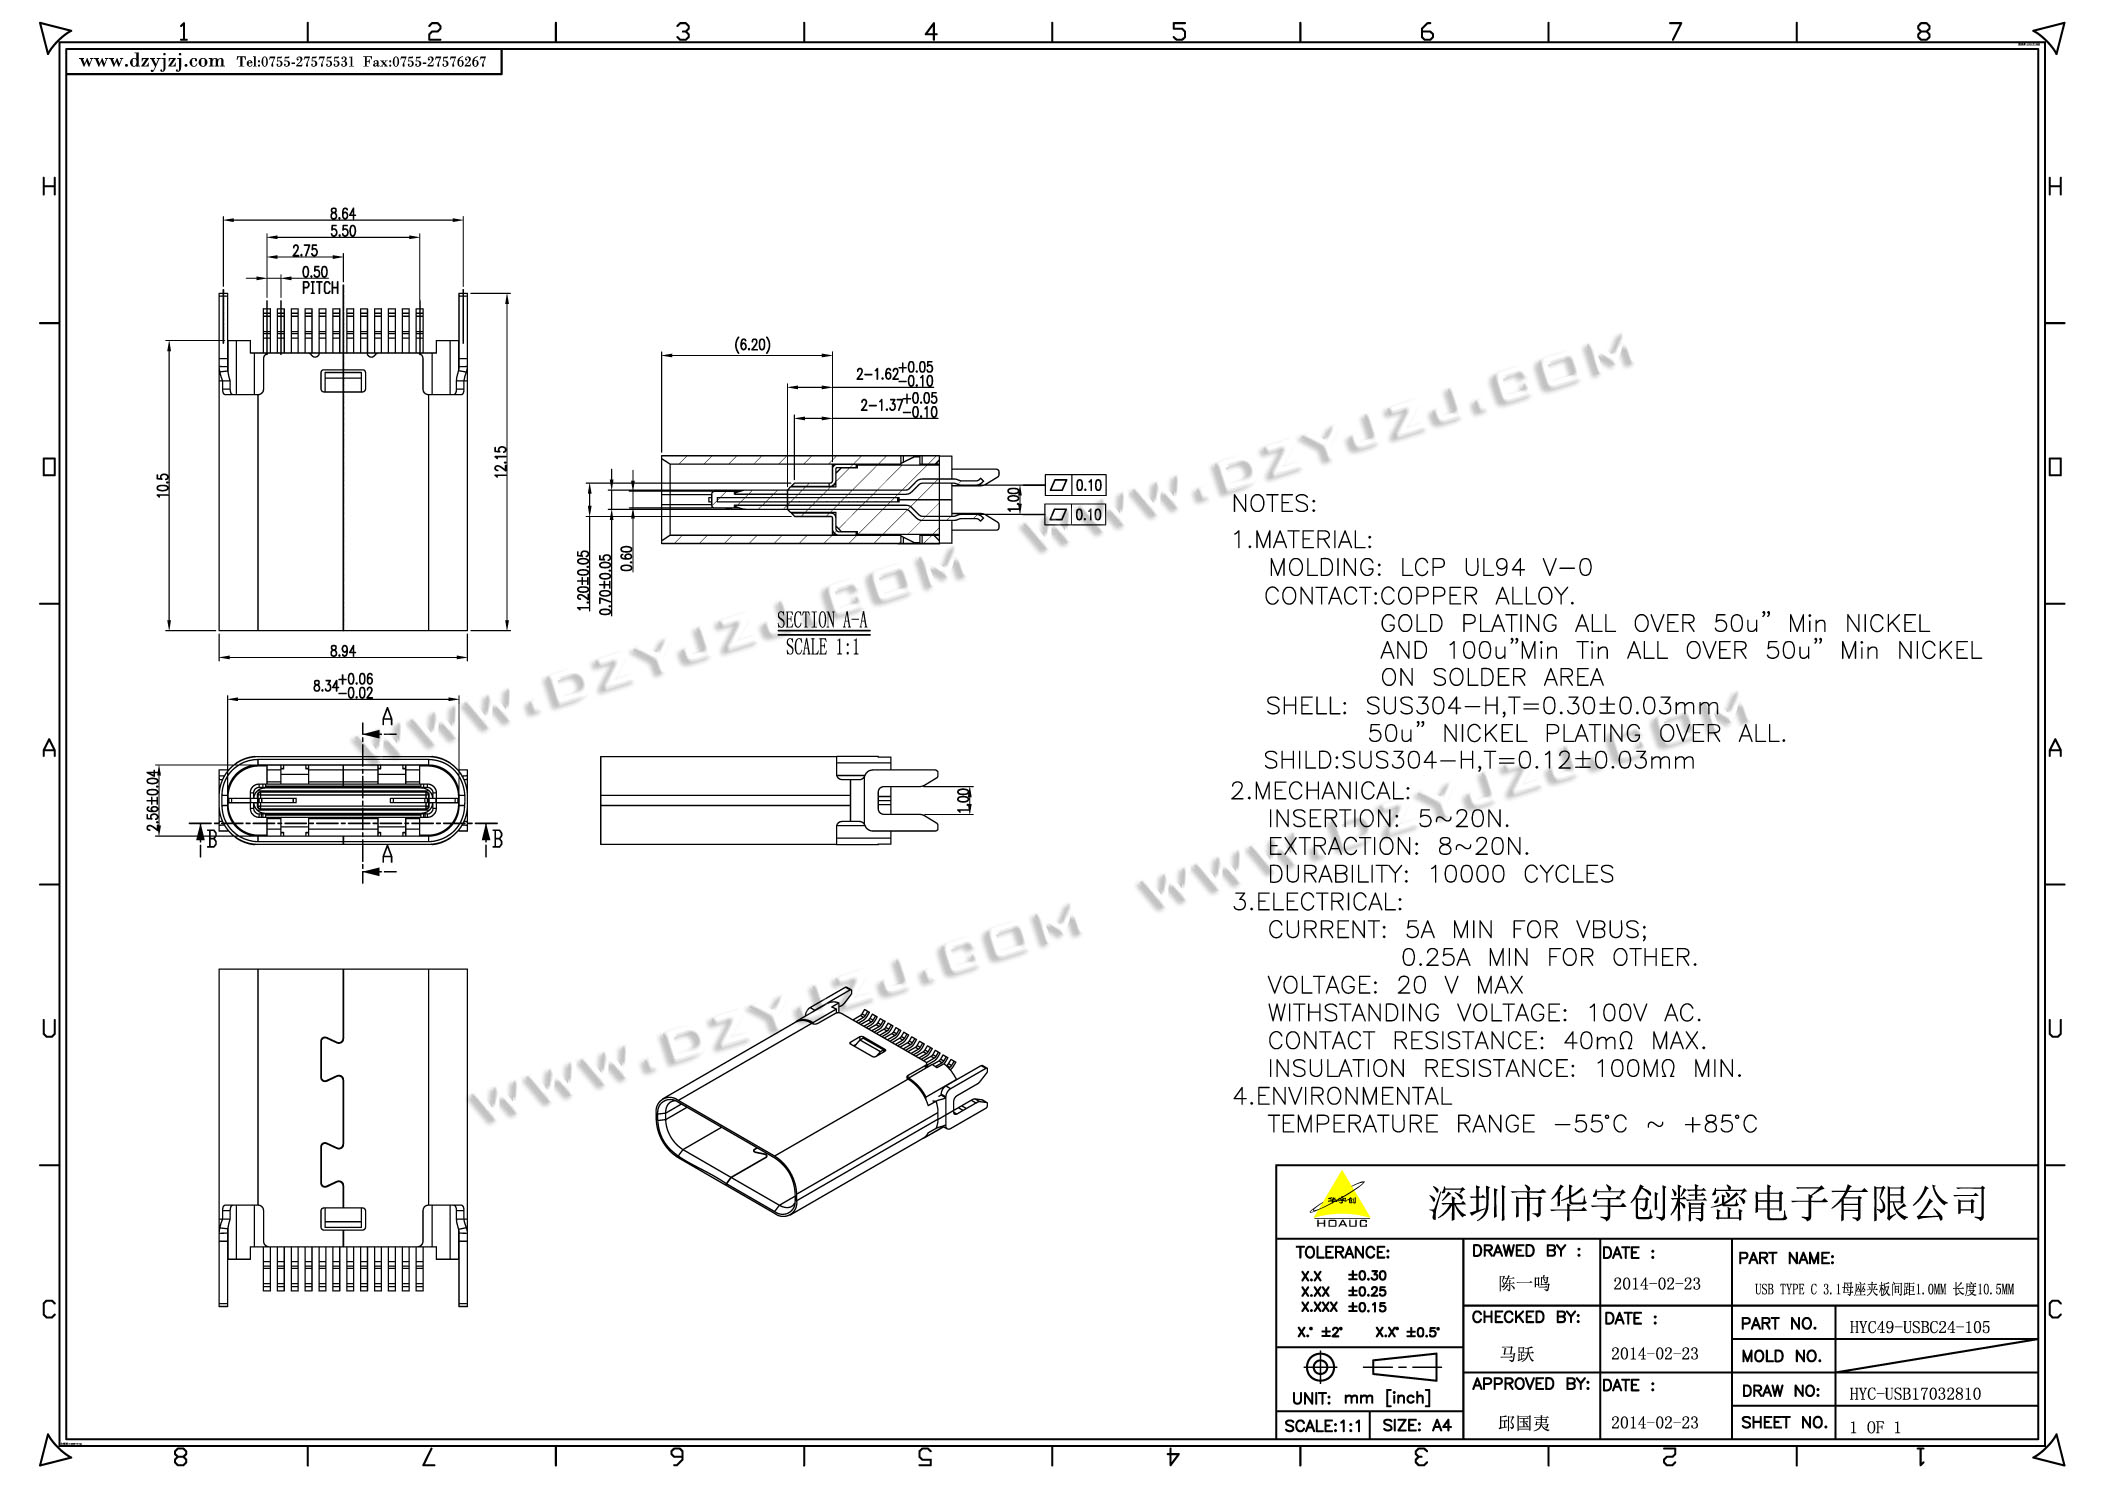 1 2 3 4 5 6 7 8
www.dzyjzj.com Tel:0755-27575531 Fax:0755-27576267
H H
D D
A A
U U
C C
8.64
5.50
2.75
0.50
PITCH
10.5
12.15
8.94
(6.20)
2-1.62+0.05 -0.10
2-1.37+0.05 -0.10
1.00
▱ 0.10
▱ 0.10
1.20±0.05
0.70±0.05
0.60
SECTION A-A
SCALE 1:1
8.34+0.06 -0.02
A
2.56±0.04
B B
A
1.00
WWW.DZYJZJ.COM
WWW.DZYJZJ.COM
WWW.DZYJZJ.COM
WWW.DZYJZJ.COM
NOTES:
1.MATERIAL:
MOLDING: LCP UL94 V-0
CONTACT:COPPER ALLOY.
GOLD PLATING ALL OVER 50u" Min NICKEL
AND 100u"Min Tin ALL OVER 50u" Min NICKEL
ON SOLDER AREA
SHELL: SUS304-H,T=0.30±0.03mm
50u" NICKEL PLATING OVER ALL.
SHILD:SUS304-H,T=0.12±0.03mm
2.MECHANICAL:
INSERTION: 5~20N.
EXTRACTION: 8~20N.
DURABILITY: 10000 CYCLES
3.ELECTRICAL:
CURRENT: 5A MIN FOR VBUS;
0.25A MIN FOR OTHER.
VOLTAGE: 20 V MAX
WITHSTANDING VOLTAGE: 100V AC.
CONTACT RESISTANCE: 40mΩ MAX.
INSULATION RESISTANCE: 100MΩ MIN.
4.ENVIRONMENTAL
TEMPERATURE RANGE -55°C ~ +85°C
华宇创
HOAUC
深圳市华宇创精密电子有限公司
TOLERANCE:
X.X ±0.30
X.XX ±0.25
X.XXX ±0.15
X.° ±2° X.X° ±0.5°
UNIT: mm [inch]
SCALE:1:1 SIZE: A4
DRAWED BY : DATE :
陈一鸣 2014-02-23
CHECKED BY: DATE :
马跃 2014-02-23
APPROVED BY: DATE :
邱国夷 2014-02-23
PART NAME:
USB TYPE C 3.1母座夹板间距1.0MM 长度10.5MM
PART NO. HYC49-USBC24-105
MOLD NO.
DRAW NO: HYC-USB17032810
SHEET NO. 1 OF 1
8 7 6 5 4 3 2 1